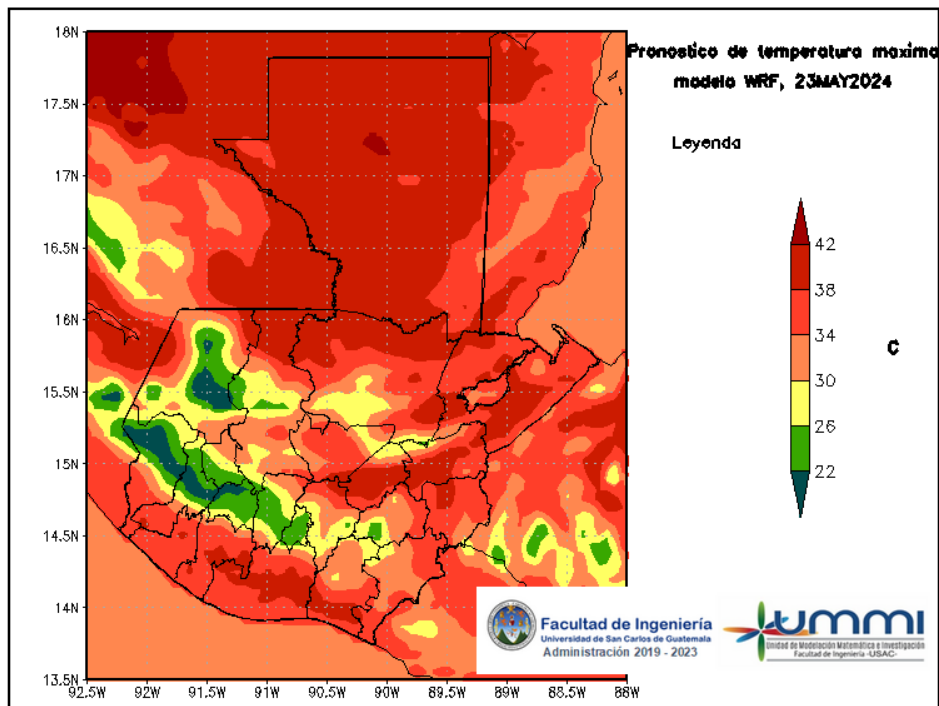 Pronostico de temperatura maxima
modelo WRF, 23MAY2024
Leyenda
42
38
34
30
26
22
C
18N
17.5N
17N
16.5N
16N
15.5N
15N
14.5N
14N
13.5N
92.5W
92W
91.5W
91W
90.5W
90W
89.5W
89W
88.5W
88W
Facultad de Ingeniería
Universidad de San Carlos de Guatemala
Administración 2019 - 2023
UMMI
Unidad de Modelación Matemática e Investigación
Facultad de Ingeniería -USAC-